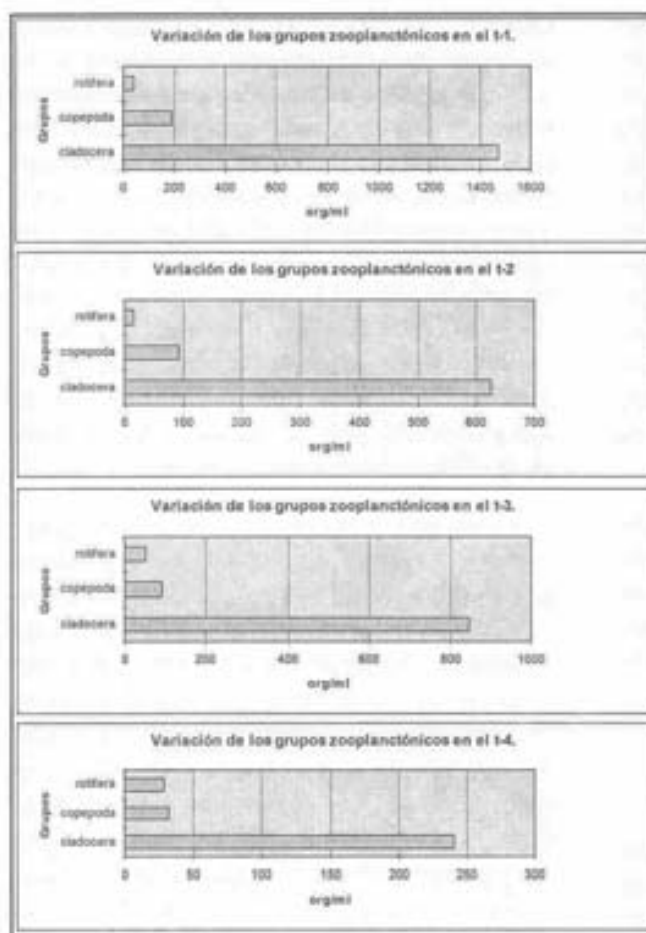 Variación de los grupos zooplanctónicos en el t-1.
Grupos
rotifera
copepoda
cladocera
0 200 400 600 800 1000 1200 1400 1600
org/ml
Variación de los grupos zooplanctónicos en el t-2
Grupos
rotifera
copepoda
cladocera
0 100 200 300 400 500 600 700
org/ml
Variación de los grupos zooplanctónicos en el t-3.
Grupos
rotifera
copepoda
cladocera
0 200 400 600 800 1000
org/ml
Variación de los grupos zooplanctónicos en el t-4.
Grupos
rotifera
copepoda
cladocera
0 50 100 150 200 250 300
org/ml